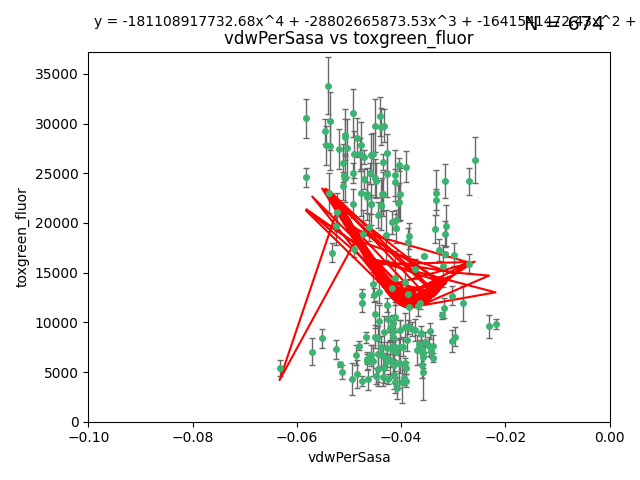 y = -181108917732.68x^4 + -28802665873.53x^3 + x^2 +
N = 674
vdwPerSasa vs toxgreen_fluor
35000
30000
25000
20000
15000
10000
5000
0
toxgreen_fluor
−0.10
−0.08
−0.06
−0.04
−0.02
0.00
vdwPerSasa